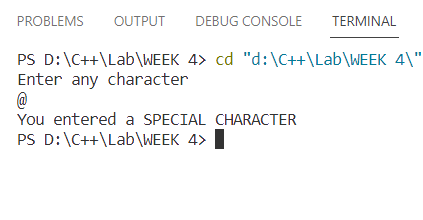 PROBLEMS OUTPUT DEBUG CONSOLE TERMINAL
PS D:\C++\Lab\WEEK 4> cd "d:\C++\Lab\WEEK 4\"
Enter any character
@
You entered a SPECIAL CHARACTER
PS D:\C++\Lab\WEEK 4>